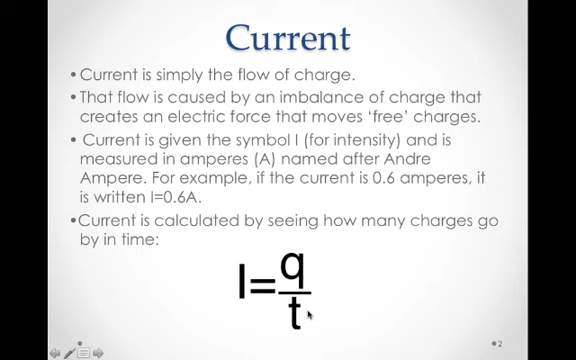 Current
• Current is simply the flow of charge.
• That flow is caused by an imbalance of charge that
creates an electric force that moves ‘free’ charges.
• Current is given the symbol I (for intensity) and is
measured in amperes (A) named after Andre
Ampere. For example, if the current is 0.6 amperes, it
is written I=0.6A.
• Current is calculated by seeing how many charges go
by in time:
I=q/t
2